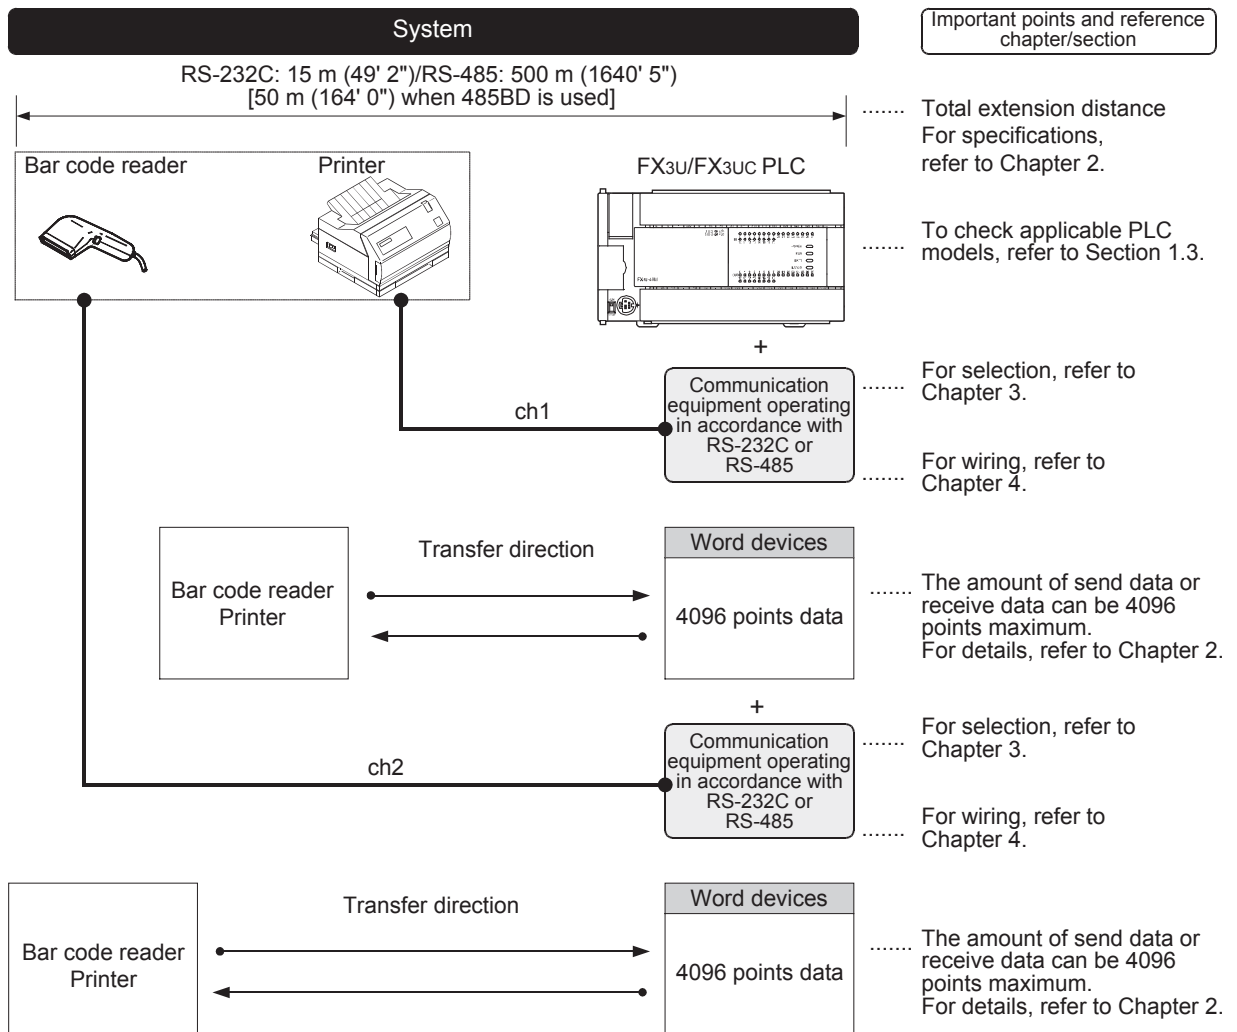 System
Important points and reference
chapter/section
RS-232C: 15 m (49' 2")/RS-485: 500 m (1640' 5")
[50 m (164' 0") when 485BD is used]
....... Total extension distance
For specifications,
refer to Chapter 2.
Bar code reader
Printer
FX3U/FX3UC PLC
....... To check applicable PLC
models, refer to Section 1.3.
+
Communication
equipment operating
in accordance with
RS-232C or
RS-485
ch1
....... For selection, refer to
Chapter 3.
....... For wiring, refer to
Chapter 4.
Bar code reader
Printer
Transfer direction
Word devices
4096 points data
....... The amount of send data or
receive data can be 4096
points maximum.
For details, refer to Chapter 2.
+
Communication
equipment operating
in accordance with
RS-232C or
RS-485
ch2
....... For selection, refer to
Chapter 3.
....... For wiring, refer to
Chapter 4.
Bar code reader
Printer
Transfer direction
Word devices
4096 points data
....... The amount of send data or
receive data can be 4096
points maximum.
For details, refer to Chapter 2.